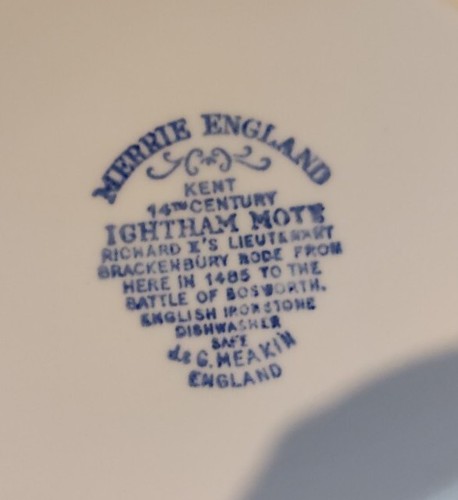 MERRIE ENGLAND
KENT
14TH CENTURY
IGHTHAM MOTE
RICHARD II'S LIEUTENANT
BRACKENBURY RODE FROM
HERE IN 1485 TO THE
BATTLE OF BOSWORTH.
ENGLISH IRONSTONE
DISHWASHER
SAFE
J&G. MEAKIN
ENGLAND